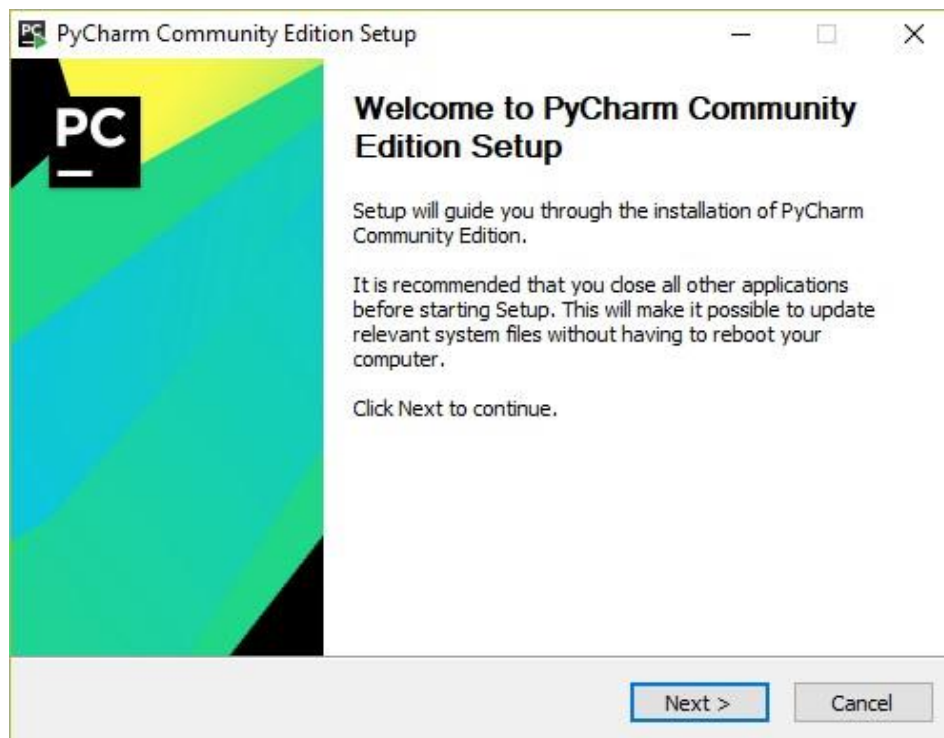 PyCharm Community Edition Setup
PC
Welcome to PyCharm Community
Edition Setup
Setup will guide you through the installation of PyCharm
Community Edition.
It is recommended that you close all other applications
before starting Setup. This will make it possible to update
relevant system files without having to reboot your
computer.
Click Next to continue.
Next >
Cancel